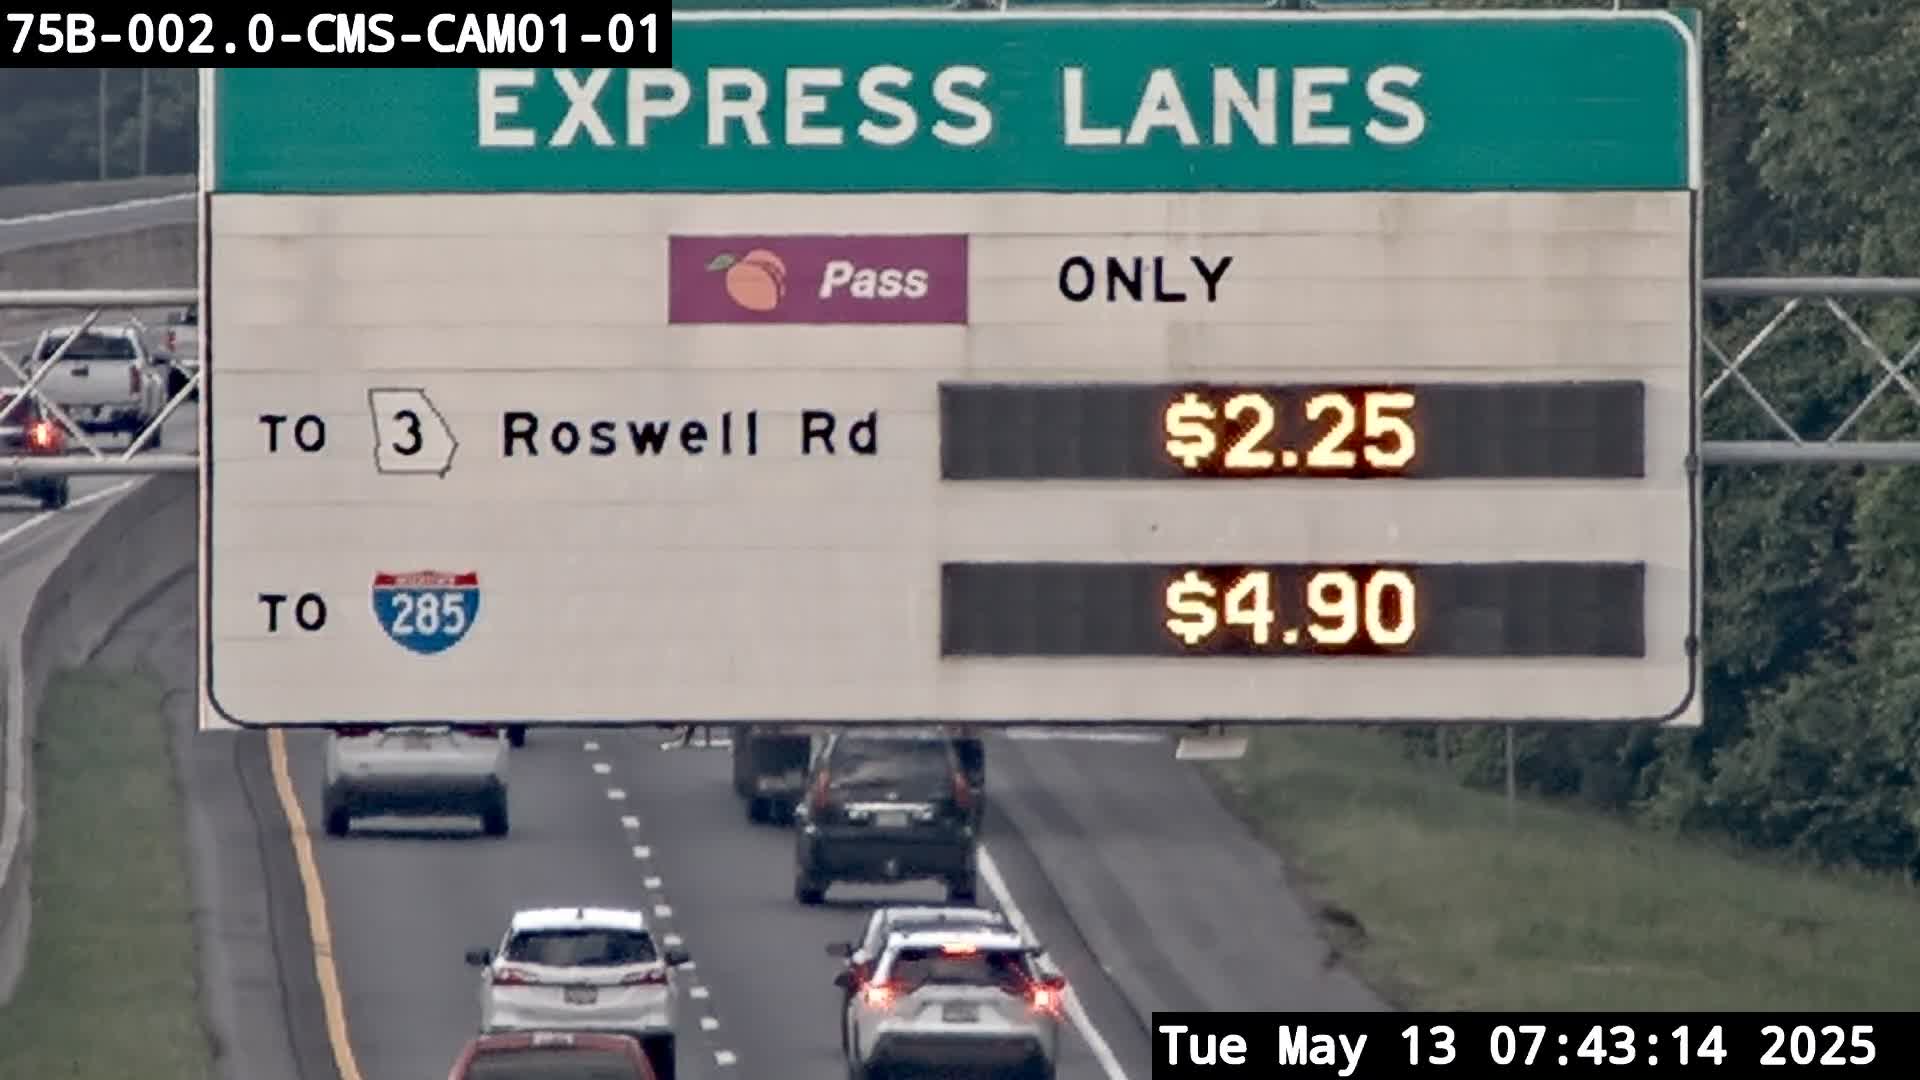 75B-002.0-CMS-CAM01-01
EXPRESS LANES
Pass ONLY
TO 3 Roswell Rd $2.25
TO 285 $4.90
Tue May 13 07:43:14 2025